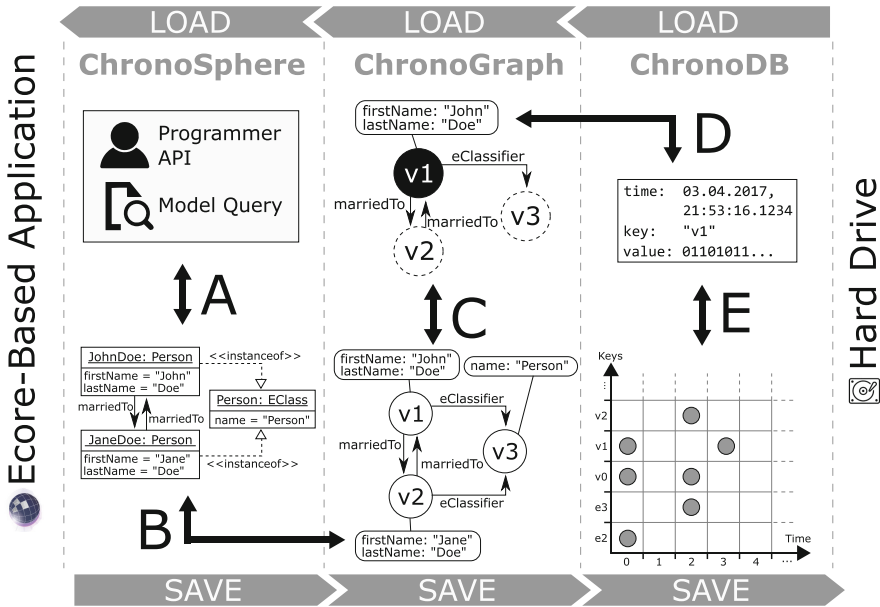 LOAD
LOAD
LOAD
Ecore-Based Application
ChronoSphere
Programmer
API
Model Query
A
JohnDoe: Person
firstName = "John"
lastName = "Doe"
<<instanceof>>
marriedTo
marriedTo
Person: EClass
name = "Person"
JaneDoe: Person
firstName = "Jane"
lastName = "Doe"
<<instanceof>>
B
ChronoGraph
firstName: "John"
lastName: "Doe"
eClassifier
v1
marriedTo
marriedTo
v3
v2
C
firstName: "John"
lastName: "Doe"
name: "Person"
eClassifier
v1
marriedTo
marriedTo
v3
v2
eClassifier
firstName: "Jane"
lastName: "Doe"
ChronoDB
D
time: 03.04.2017,
21:53:16.1234
key: "v1"
value: 01101011...
E
Keys
...
v2
v1
v0
e3
e2
Time
0 1 2 3 4 ...
Hard Drive
SAVE
SAVE
SAVE